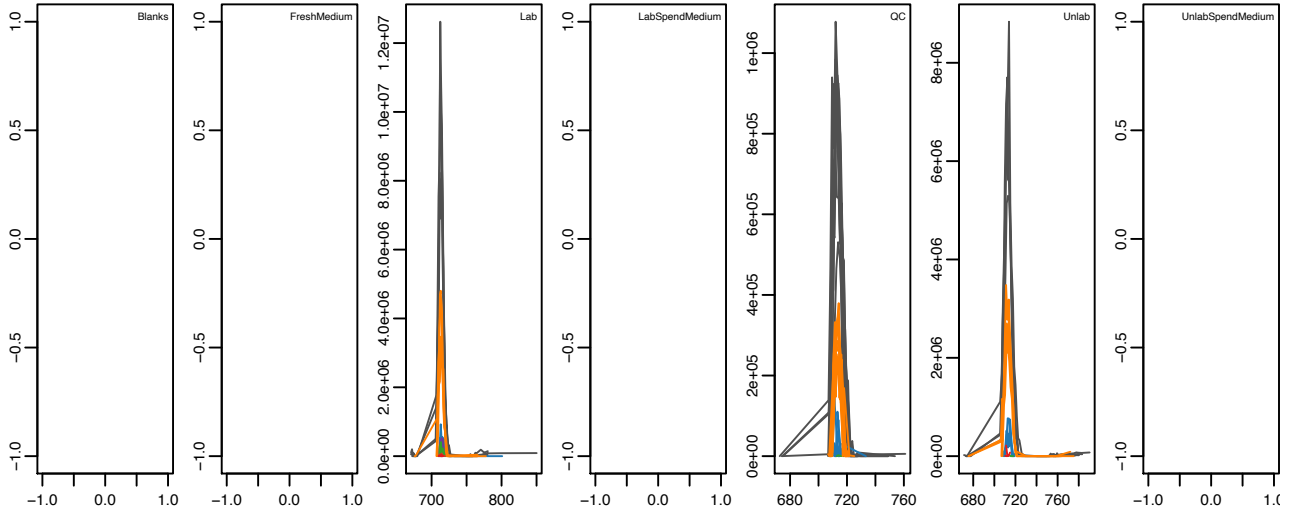 Blanks
1.0
0.5
0.0
−0.5
−1.0
−1.0 0.0 1.0
FreshMedium
1.0
0.5
0.0
−0.5
−1.0
−1.0 0.0 1.0
Lab
1.2e+07
1.0e+07
8.0e+06
6.0e+06
4.0e+06
2.0e+06
0.0e+00
700 800
LabSpendMedium
1.0
0.5
0.0
−0.5
−1.0
−1.0 0.0 1.0
QC
1e+06
8e+05
6e+05
4e+05
2e+05
0e+00
680 720 760
Unlab
8e+06
6e+06
4e+06
2e+06
0e+00
680 720 760
UnlabSpendMedium
1.0
0.5
0.0
−0.5
−1.0
−1.0 0.0 1.0